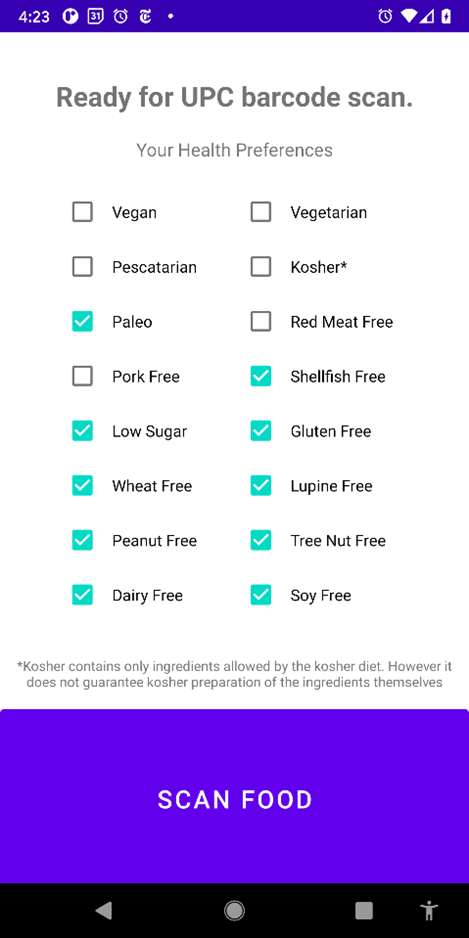 4:23
31
Ready for UPC barcode scan.
Your Health Preferences
Vegan
Vegetarian
Pescatarian
Kosher*
Paleo
Red Meat Free
Pork Free
Shellfish Free
Low Sugar
Gluten Free
Wheat Free
Lupine Free
Peanut Free
Tree Nut Free
Dairy Free
Soy Free
*Kosher contains only ingredients allowed by the kosher diet. However it
does not guarantee kosher preparation of the ingredients themselves
SCAN FOOD